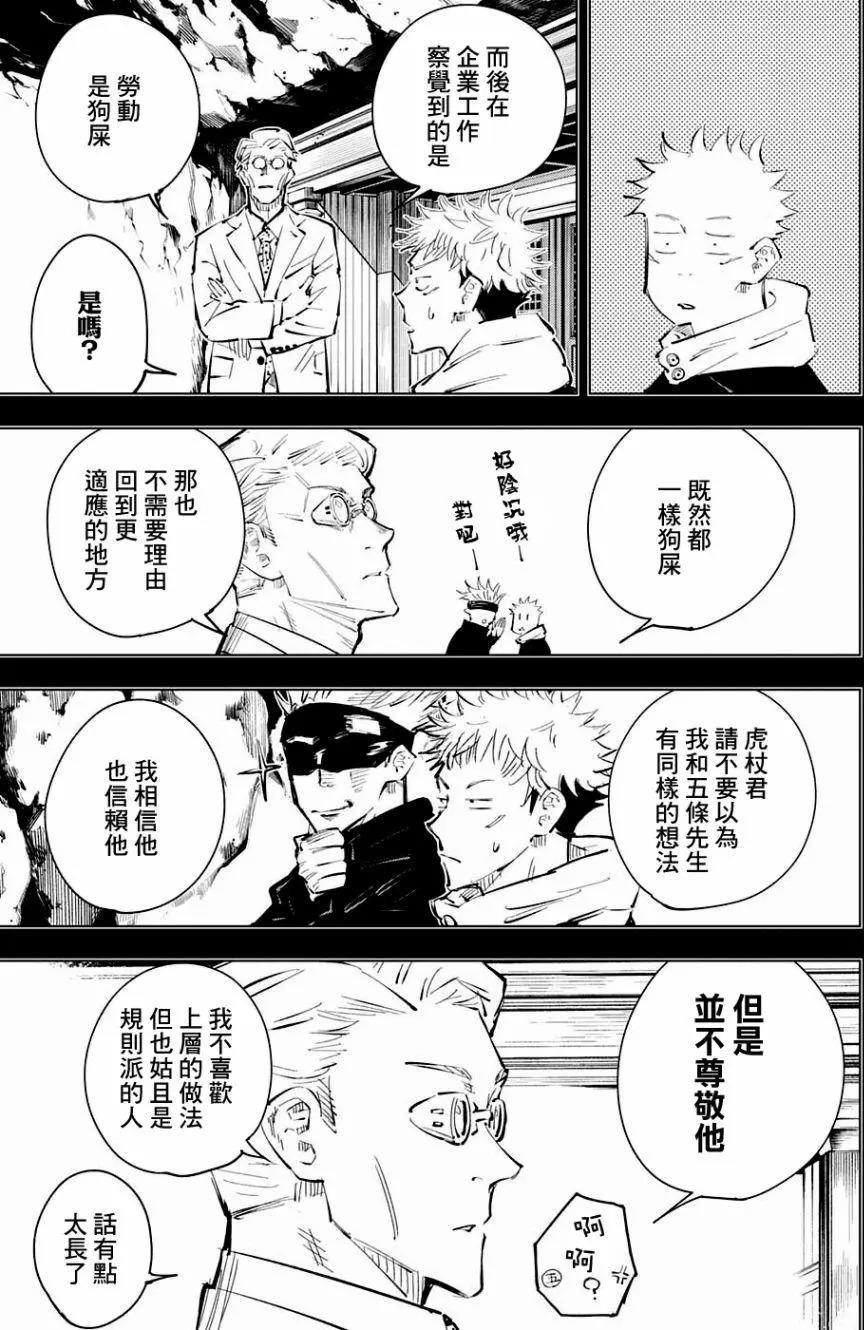 而後在
企業工作
察覺到的是
勞動
是狗屎
是嗎？
既然都
一樣狗屎
好陰沉哦—
對吧—
那也
不需要理由
回到更
適應的地方
虎杖君
請不要以為
我和五條先生
有同樣的想法
我相信他
也信賴他
但是
並不尊敬他
啊
啊？
五
我不喜歡
上層的做法
但也姑且是
規則派的人
話有點
太長了